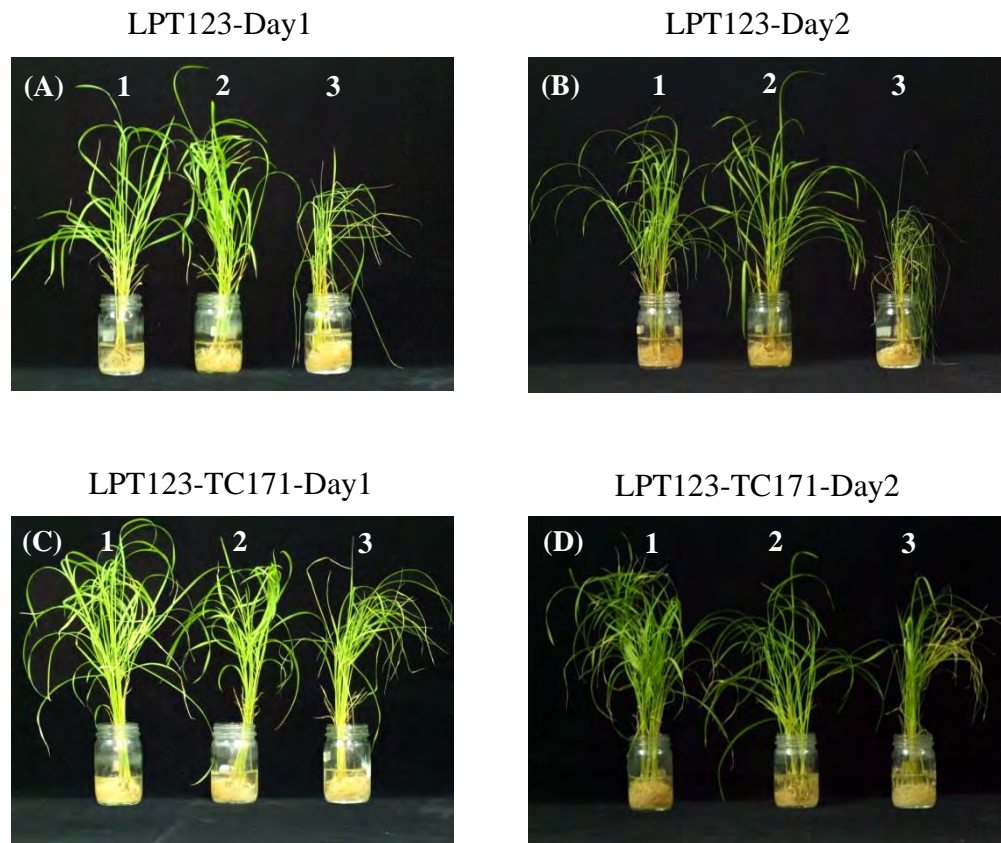 LPT123-Day1
LPT123-Day2
(A) 1 2 3
(B) 1 2 3
LPT123-TC171-Day1
LPT123-TC171-Day2
(C) 1 2 3
(D) 1 2 3